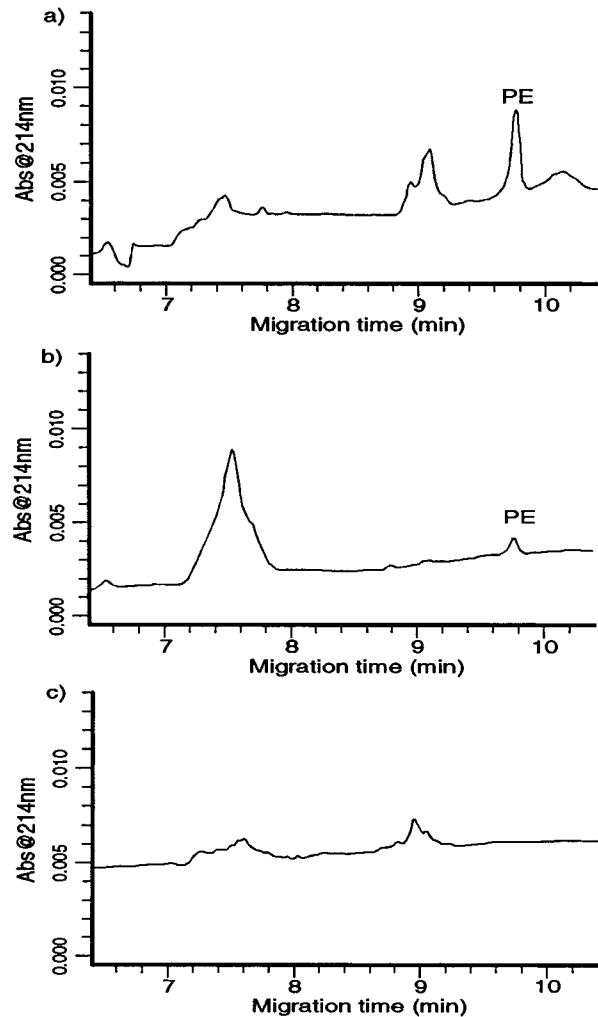 a)
PE
Abs@214nm
0.010
0.005
0.000
7 8 9 10
Migration time (min)
b)
PE
Abs@214nm
0.010
0.005
0.000
7 8 9 10
Migration time (min)
c)
Abs@214nm
0.010
0.005
0.000
7 8 9 10
Migration time (min)